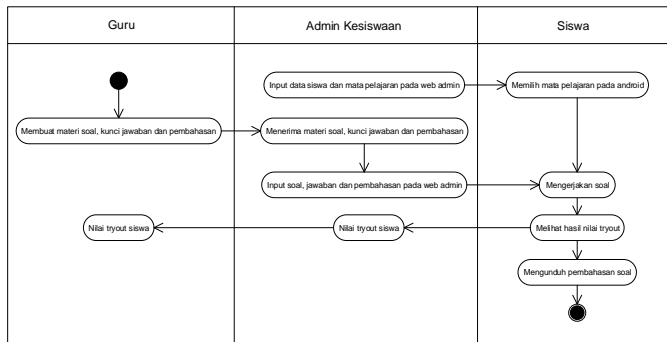 Guru
Admin Kesiswaan
Siswa
Input data siswa dan mata pelajaran pada web admin
Memilih mata pelajaran pada android
Membuat materi soal, kunci jawaban dan pembahasan
Menerima materi soal, kunci jawaban dan pembahasan
Input soal, jawaban dan pembahasan pada web admin
Mengerjakan soal
Nilai tryout siswa
Nilai tryout siswa
Melihat hasil nilai tryout
Mengunduh pembahasan soal